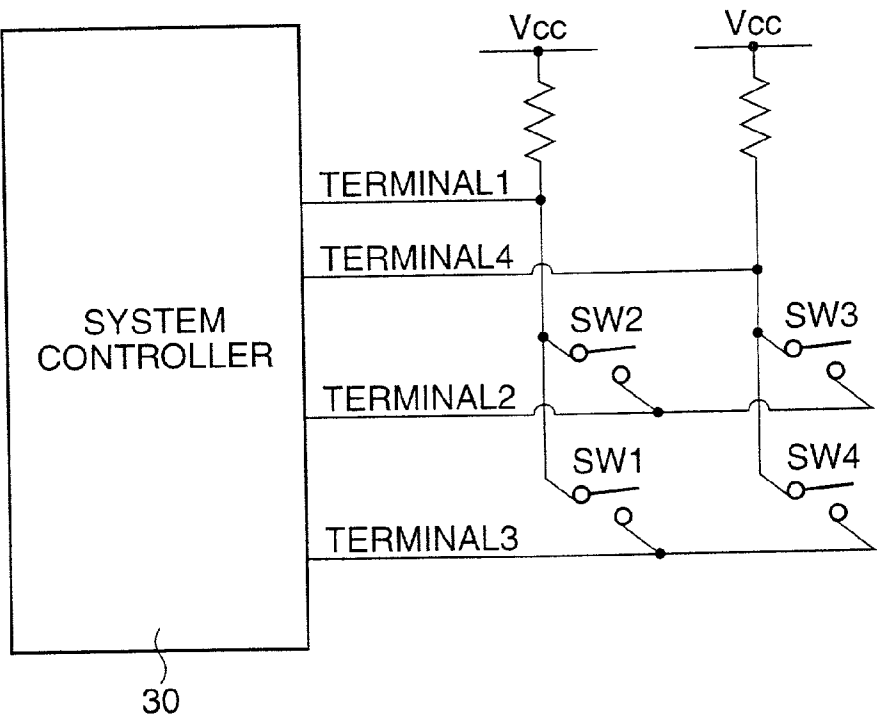 Vcc
Vcc
TERMINAL1
TERMINAL4
SYSTEM
CONTROLLER
SW2
SW3
TERMINAL2
SW1
SW4
TERMINAL3
30